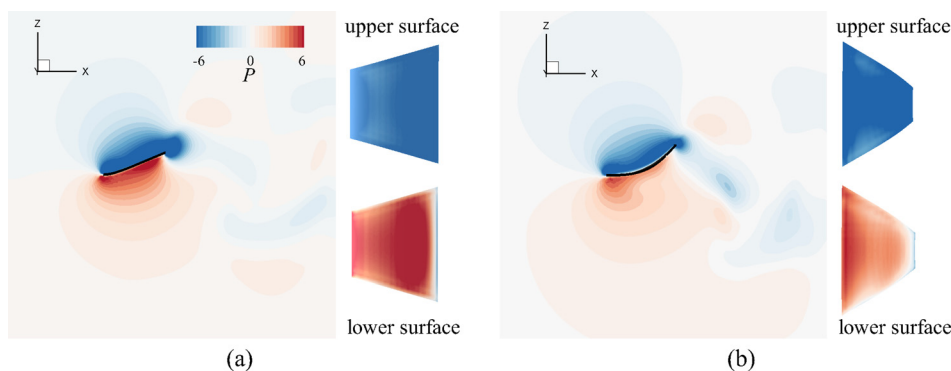 Z
Y
X
-6
0
6
P
upper surface
lower surface
(a)
Z
Y
X
upper surface
lower surface
(b)